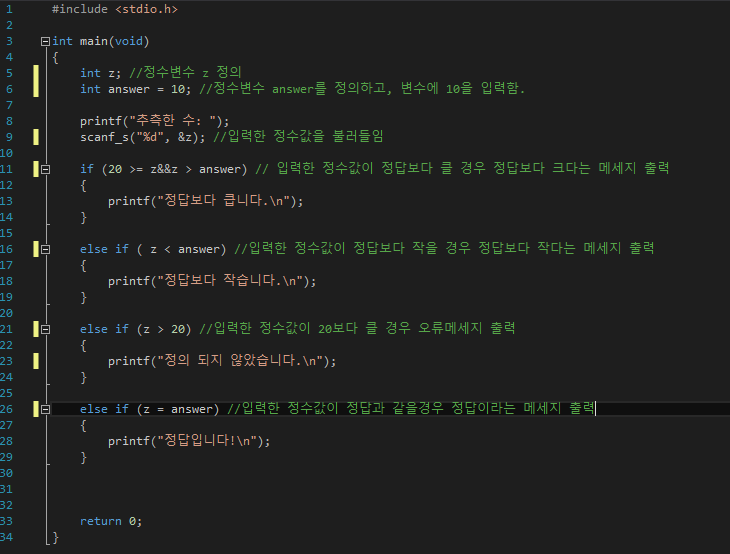 1 #include <stdio.h>
2
3 int main(void)
4 {
5 int z; //정수변수 z 정의
6 int answer = 10; //정수변수 answer를 정의하고, 변수에 10을 입력함.
7
8 printf("추측한 수: ");
9 scanf_s("%d", &z); //입력한 정수값을 불러들임
10
11 if (20 >= z&&z > answer) // 입력한 정수값이 정답보다 클 경우 정답보다 크다는 메세지 출력
12 {
13 printf("정답보다 큽니다.\n");
14 }
15
16 else if ( z < answer) //입력한 정수값이 정답보다 작을 경우 정답보다 작다는 메세지 출력
17 {
18 printf("정답보다 작습니다.\n");
19 }
20
21 else if (z > 20) //입력한 정수값이 20보다 클 경우 오류메세지 출력
22 {
23 printf("정의 되지 않았습니다.\n");
24 }
25
26 else if (z = answer) //입력한 정수값이 정답과 같을경우 정답이라는 메세지 출력
27 {
28 printf("정답입니다!\n");
29 }
30
31
32
33 return 0;
34 }